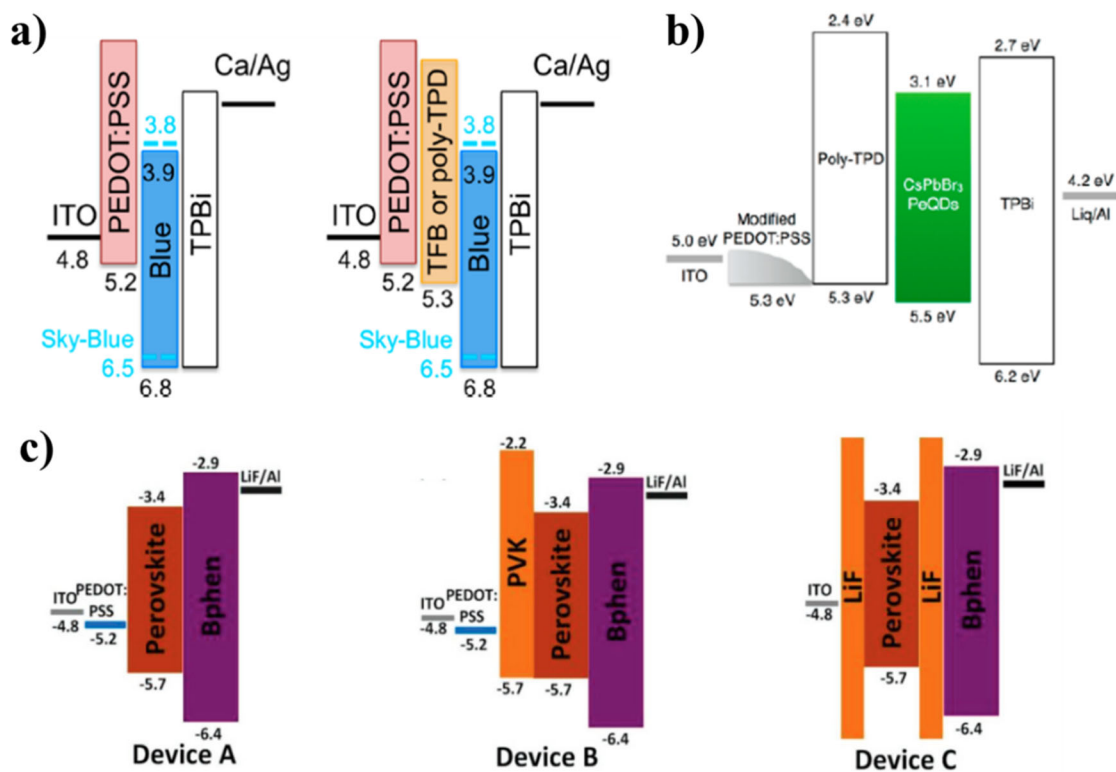 a)
PEDOT:PSS
Ca/Ag
3.8
3.9
ITO
4.8
Blue
TPBi
5.2
Sky-Blue
6.5
6.8
PEDOT:PSS
TFB or poly-TPD
Ca/Ag
3.8
3.9
ITO
4.8
Blue
TPBi
5.2
5.3
Sky-Blue
6.5
6.8
b)
2.4 eV
2.7 eV
3.1 eV
Poly-TPD
CsPbBr₃
PeQDs
TPBi
4.2 eV
Liq/Al
Modified
PEDOT:PSS
5.0 eV
ITO
5.3 eV
5.3 eV
5.5 eV
6.2 eV
c)
-2.9
LiF/Al
-3.4
Perovskite
Bphen
ITO
-4.8
PEDOT:
PSS
-5.2
-5.7
-6.4
Device A
-2.2
-2.9
LiF/Al
-3.4
PVK
Perovskite
Bphen
ITO
-4.8
PEDOT:
PSS
-5.2
-5.7
-5.7
-6.4
Device B
-2.9
LiF/Al
-3.4
ITO
-4.8
LiF
Perovskite
LiF
Bphen
-5.7
-6.4
Device C